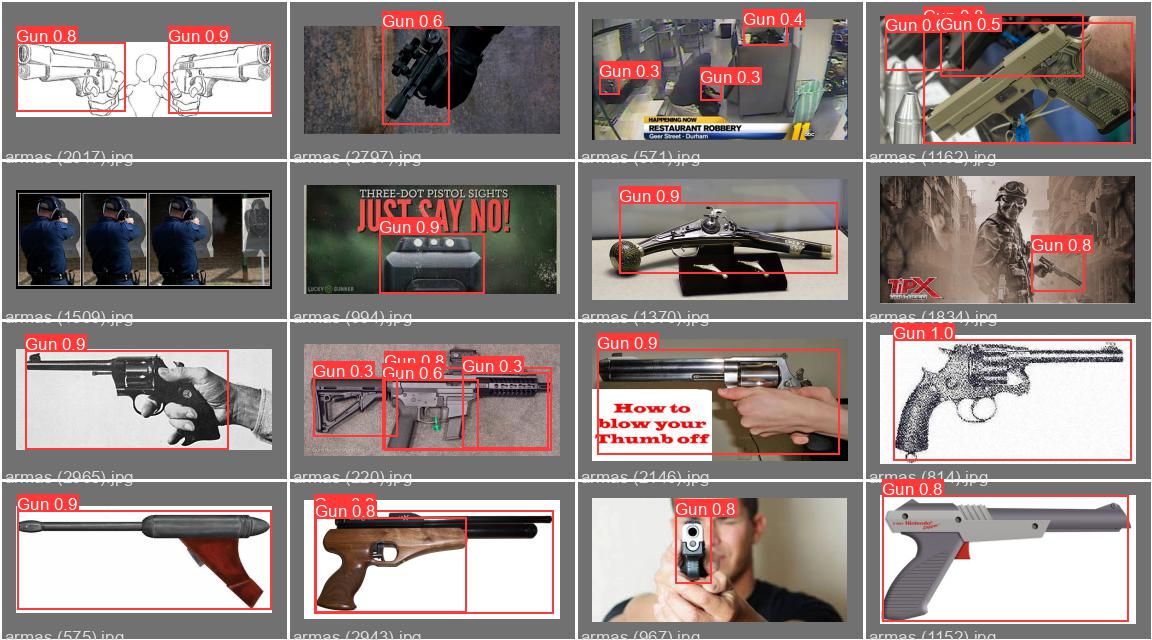 Gun 0.8
Gun 0.9
armas (2017).jpg
Gun 0.6
armas (2797).jpg
Gun 0.4
Gun 0.3
Gun 0.3
HAPPENING NOW
RESTAURANT ROBBERY
Geer Street - Durham
11
abc
armas (571).jpg
Gun 0.6
Gun 0.5
armas (1162).jpg
armas (1509).jpg
THREE-DOT PISTOL SIGHTS
JUST SAY NO!
Gun 0.9
LUCKY GUNNER
armas (994).jpg
Gun 0.9
armas (1370).jpg
Gun 0.8
TiPX
armas (1834).jpg
Gun 0.9
armas (2965).jpg
Gun 0.3
Gun 0.8
Gun 0.6
Gun 0.3
armas (220).jpg
Gun 0.9
How to
blow your
Thumb off
armas (2146).jpg
Gun 1.0
armas (814).jpg
Gun 0.9
armas (575).jpg
Gun 0.8
armas (2943).jpg
Gun 0.8
armas (967).jpg
Gun 0.8
Nintendo
armas (1152).jpg